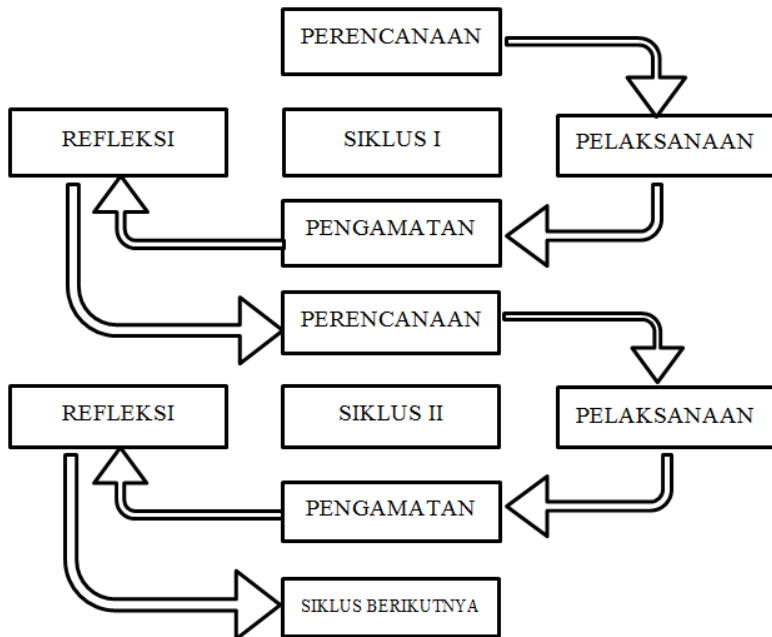 PERENCANAAN
REFLEKSI
SIKLUS I
PELAKSANAAN
PENGAMATAN
PERENCANAAN
REFLEKSI
SIKLUS II
PELAKSANAAN
PENGAMATAN
SIKLUS BERIKUTNYA